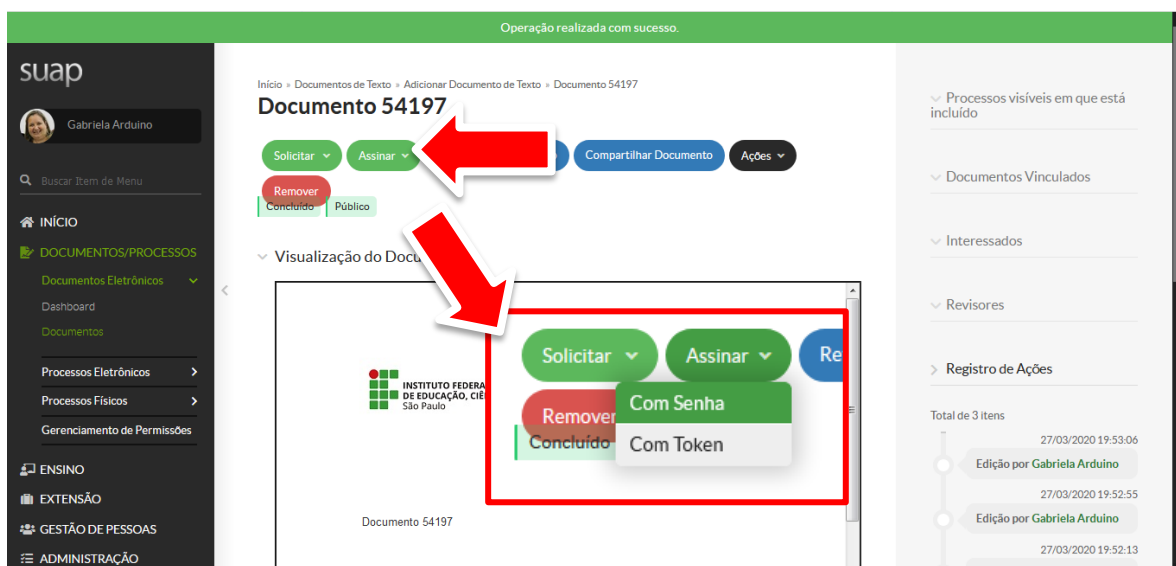 Operação realizada com sucesso.
suap
Gabriela Arduino
Buscar Item de Menu
INÍCIO
DOCUMENTOS/PROCESSOS
Documentos Eletrônicos
Dashboard
Documentos
Processos Eletrônicos
Processos Físicos
Gerenciamento de Permissões
ENSINO
EXTENSÃO
GESTÃO DE PESSOAS
ADMINISTRAÇÃO
Início » Documentos de Texto » Adicionar Documento de Texto » Documento 54197
Documento 54197
Solicitar Assinar Compartilhar Documento Ações
Remover
Concluído Público
Visualização do Docu
INSTITUTO FEDERA
DE EDUCAÇÃO, CIÊ
São Paulo
Documento 54197
Solicitar Assinar Re
Remover Com Senha
Concluído Com Token
Processos visíveis em que está
incluído
Documentos Vinculados
Interessados
Revisores
Registro de Ações
Total de 3 itens
27/03/2020 19:53:06
Edição por Gabriela Arduino
27/03/2020 19:52:55
Edição por Gabriela Arduino
27/03/2020 19:52:13